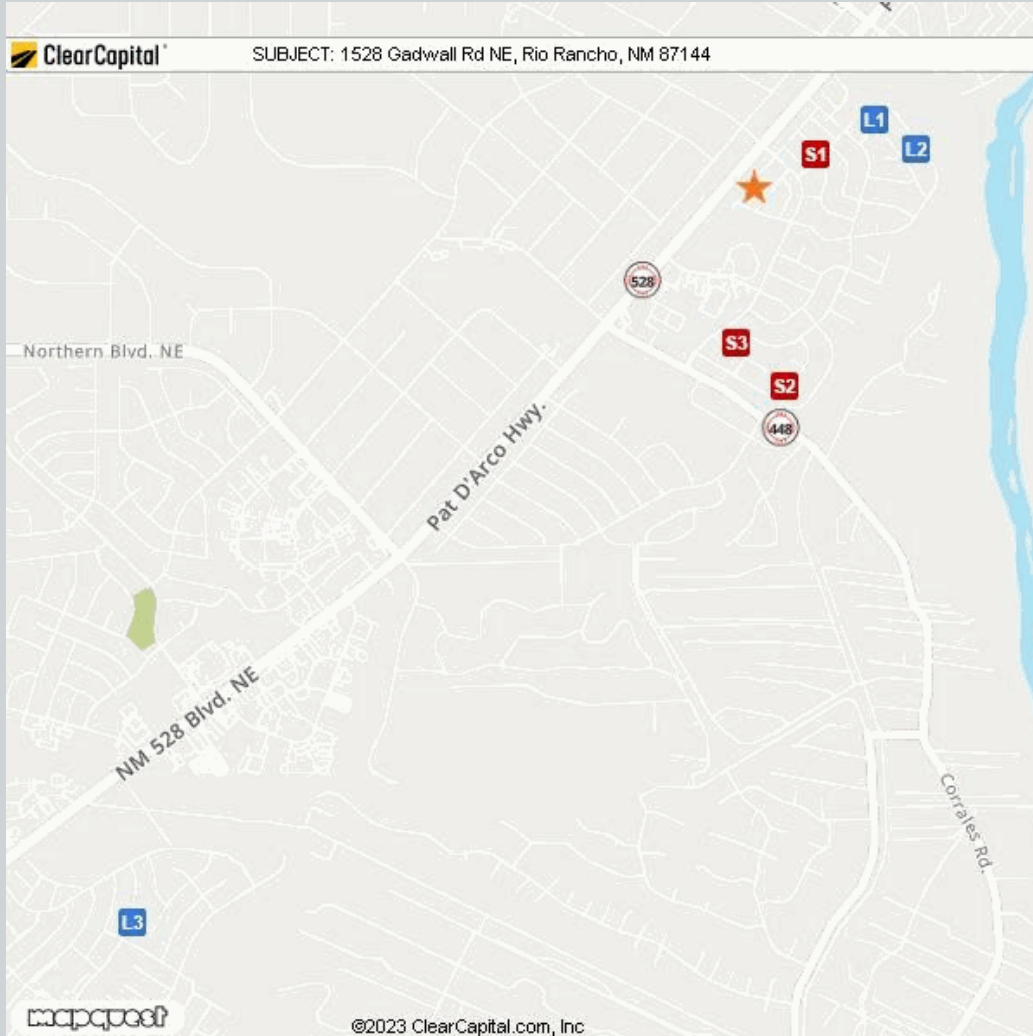 ClearCapital
SUBJECT: 1528 Gadwall Rd NE, Rio Rancho, NM 87144
L1
L2
S1
528
Northern Blvd. NE
S3
S2
448
Pat D'Arco Hwy.
NM 528 Blvd. NE
Corrales Rd.
L3
mapquest
©2023 ClearCapital.com, Inc